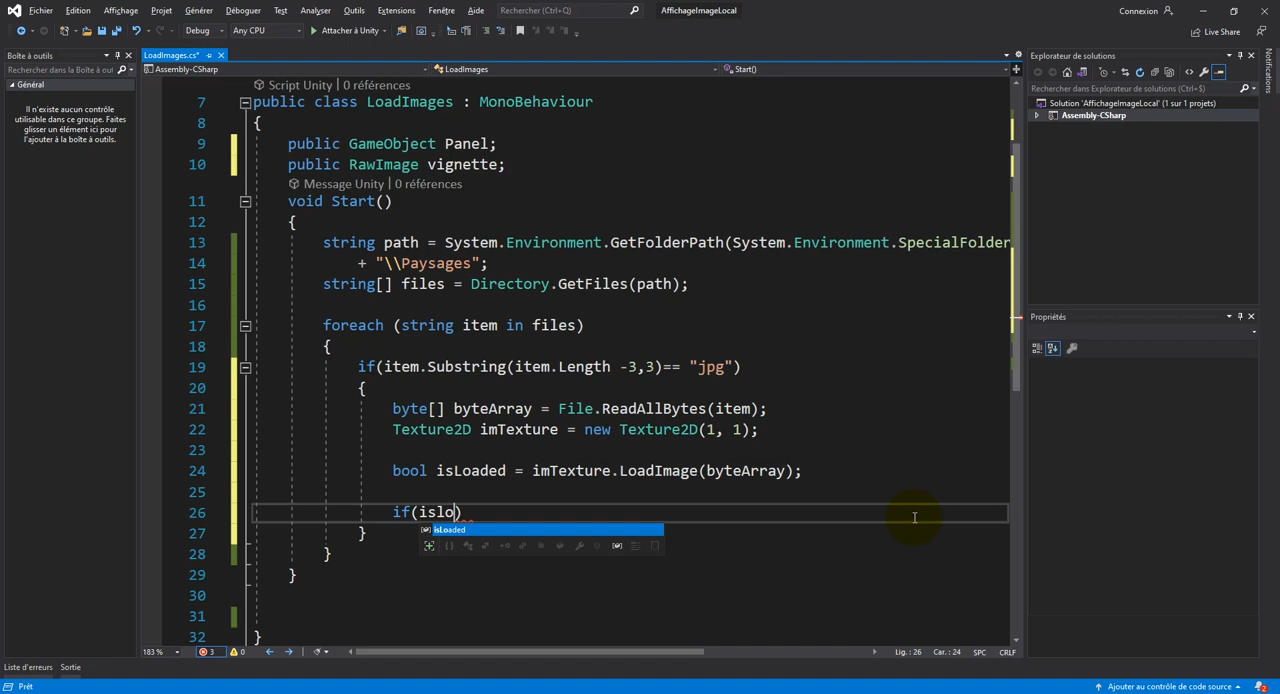 Fichier Edition Affichage Projet Générer Déboguer Test Analyser Outils Extensions Fenêtre Aide Rechercher (Ctrl+Q) AffichageImageLocal Connexion
Debug Any CPU Attacher à Unity Live Share
Boîte à outils
Rechercher dans la Boîte à outi
Général
Il n'existe aucun contrôle
utilisable dans ce groupe. Faites
glisser un élément ici pour
l'ajouter à la boîte à outils.
LoadImages.cs*
Assembly-CSharp LoadImages Start()
Script Unity | 0 références
7 public class LoadImages : MonoBehaviour
8 {
9 public GameObject Panel;
10 public RawImage vignette;
Message Unity | 0 références
11 void Start()
12 {
13 string path = System.Environment.GetFolderPath(System.Environment.SpecialFolder
14 + "\\Paysages";
15 string[] files = Directory.GetFiles(path);
16
17 foreach (string item in files)
18 {
19 if(item.Substring(item.Length -3,3)== "jpg")
20 {
21 byte[] byteArray = File.ReadAllBytes(item);
22 Texture2D imTexture = new Texture2D(1, 1);
23
24 bool isLoaded = imTexture.LoadImage(byteArray);
25
26 if(islo)
isLoaded
27 }
28 }
29 }
30
31
32 }
183 % 3 0 Lig. : 26 Car. : 24 SPC CRLF
Explorateur de solutions
Rechercher dans Explorateur de solutions (Ctrl+$)
Solution 'AffichageImageLocal' (1 sur 1 projets)
Assembly-CSharp
Propriétés
Notifications
Liste d'erreurs Sortie
Prêt Ajouter au contrôle de code source 2